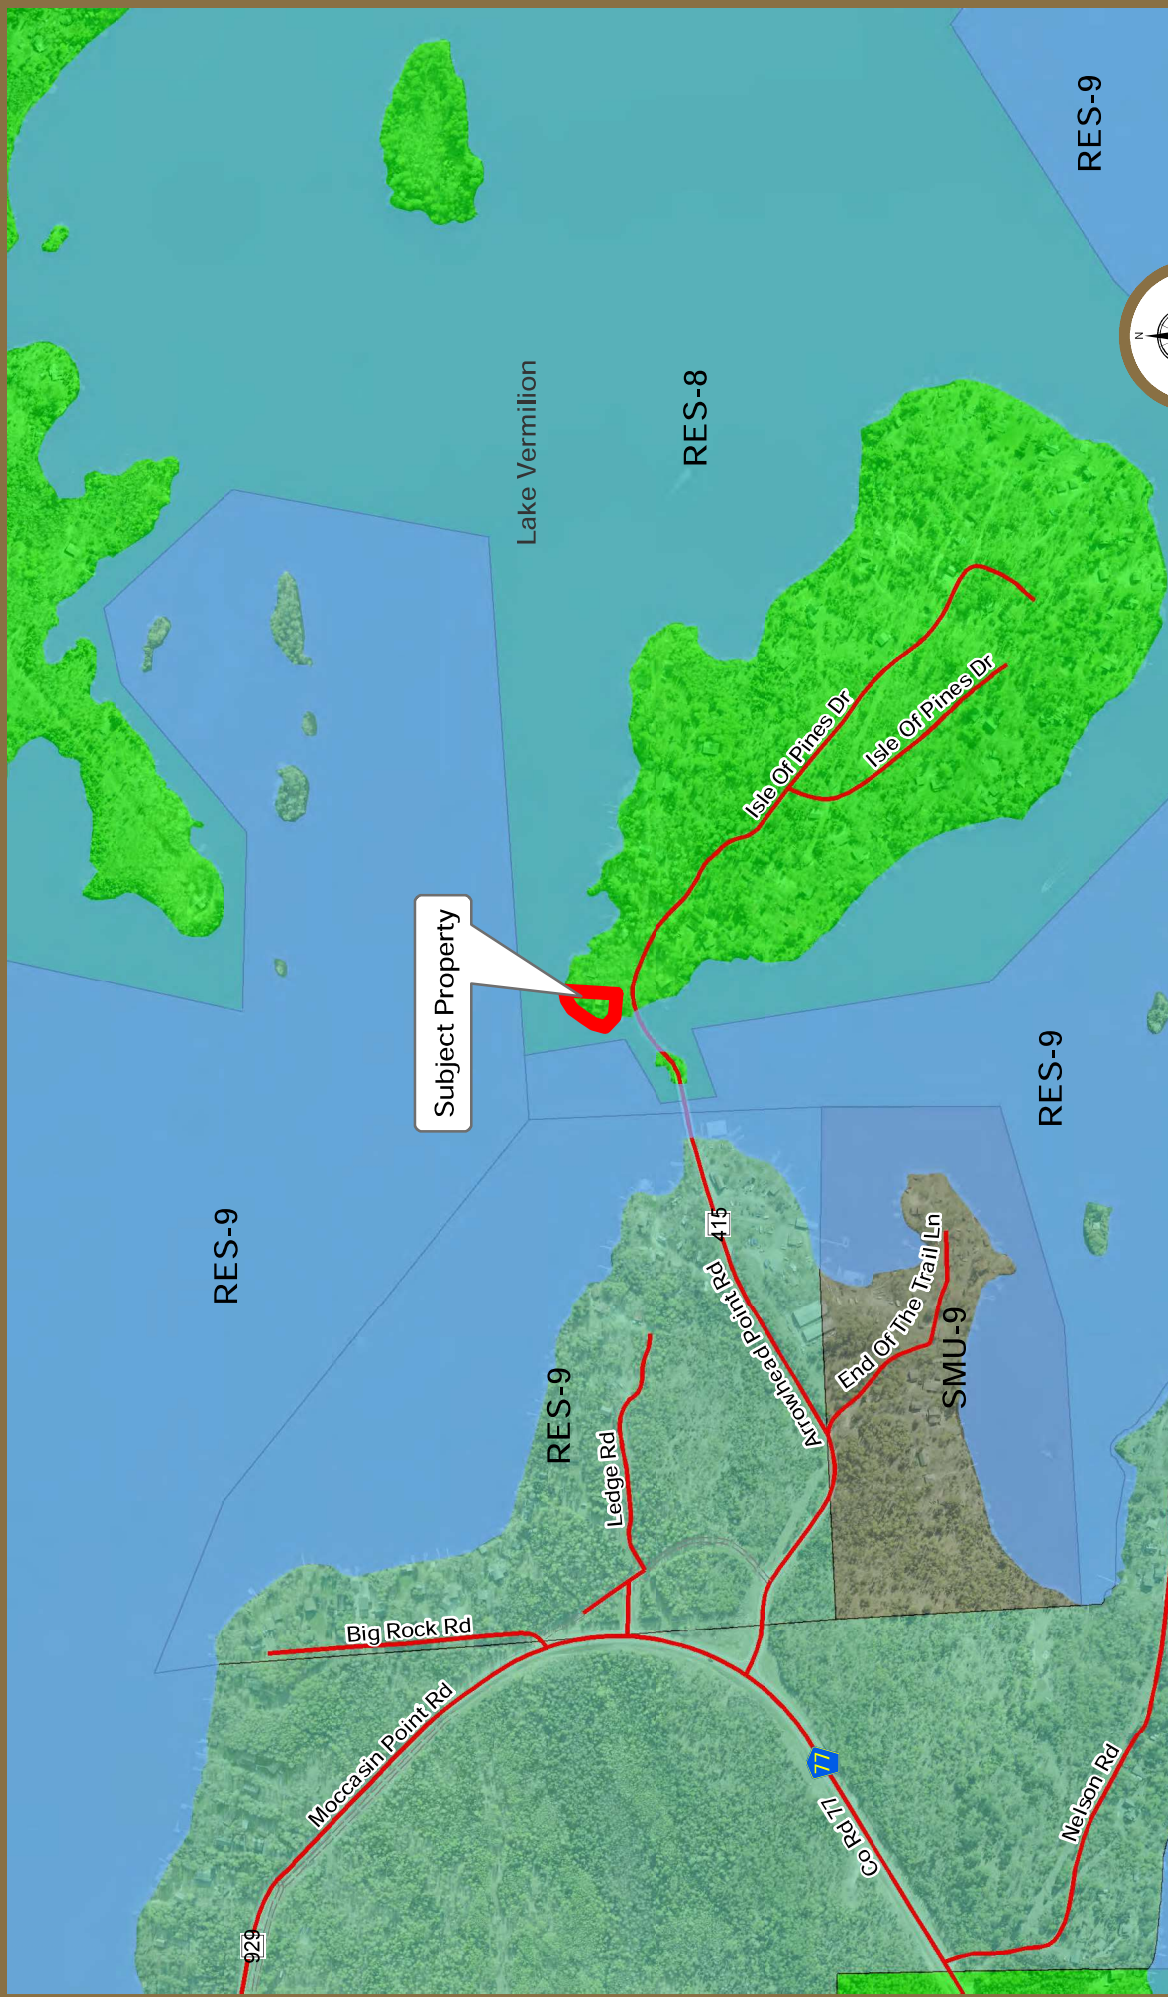 RES-9
N
Lake Vermilion
RES-8
Isle Of Pines Dr
Isle Of Pines Dr
Subject Property
RES-9
RES-9
415
Arrowhead Point Rd
End Of The Trail Ln
SMU-9
RES-9
Ledge Rd
Big Rock Rd
Moccasin Point Rd
77
Co Rd 77
Nelson Rd
929